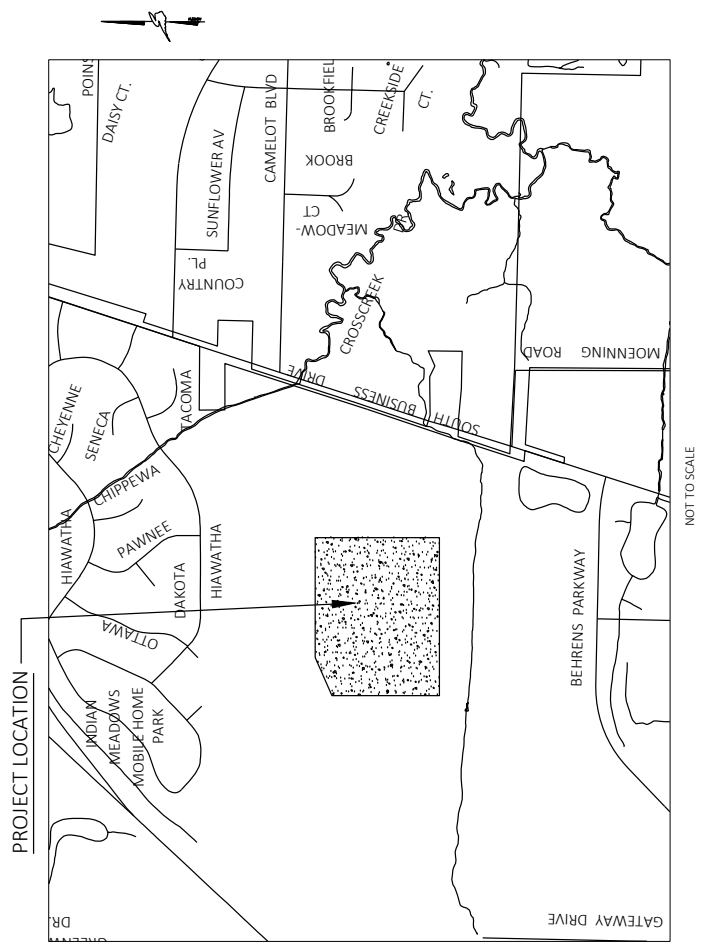 PROJECT LOCATION
POINS
DAISY CT.
SUNFLOWER AV
CAMELOT BLVD
BROOKFIEL
CREEKSIDE
CT.
BROOK
MEADOW-
CT
COUNTRY
PL.
CROSSCREEK
SOUTH BUSINESS DRIVE
MOENNING ROAD
CHEYENNE
SENECA
TACOMA
CHIPPEWA
HIAWATHA
PAWNEE
DAKOTA
HIAWATHA
OTTAWA
INDIAN
MEADOWS
MOBILE HOME
PARK
BEHRENS PARKWAY
GATEWAY DRIVE
DR.
NOT TO SCALE